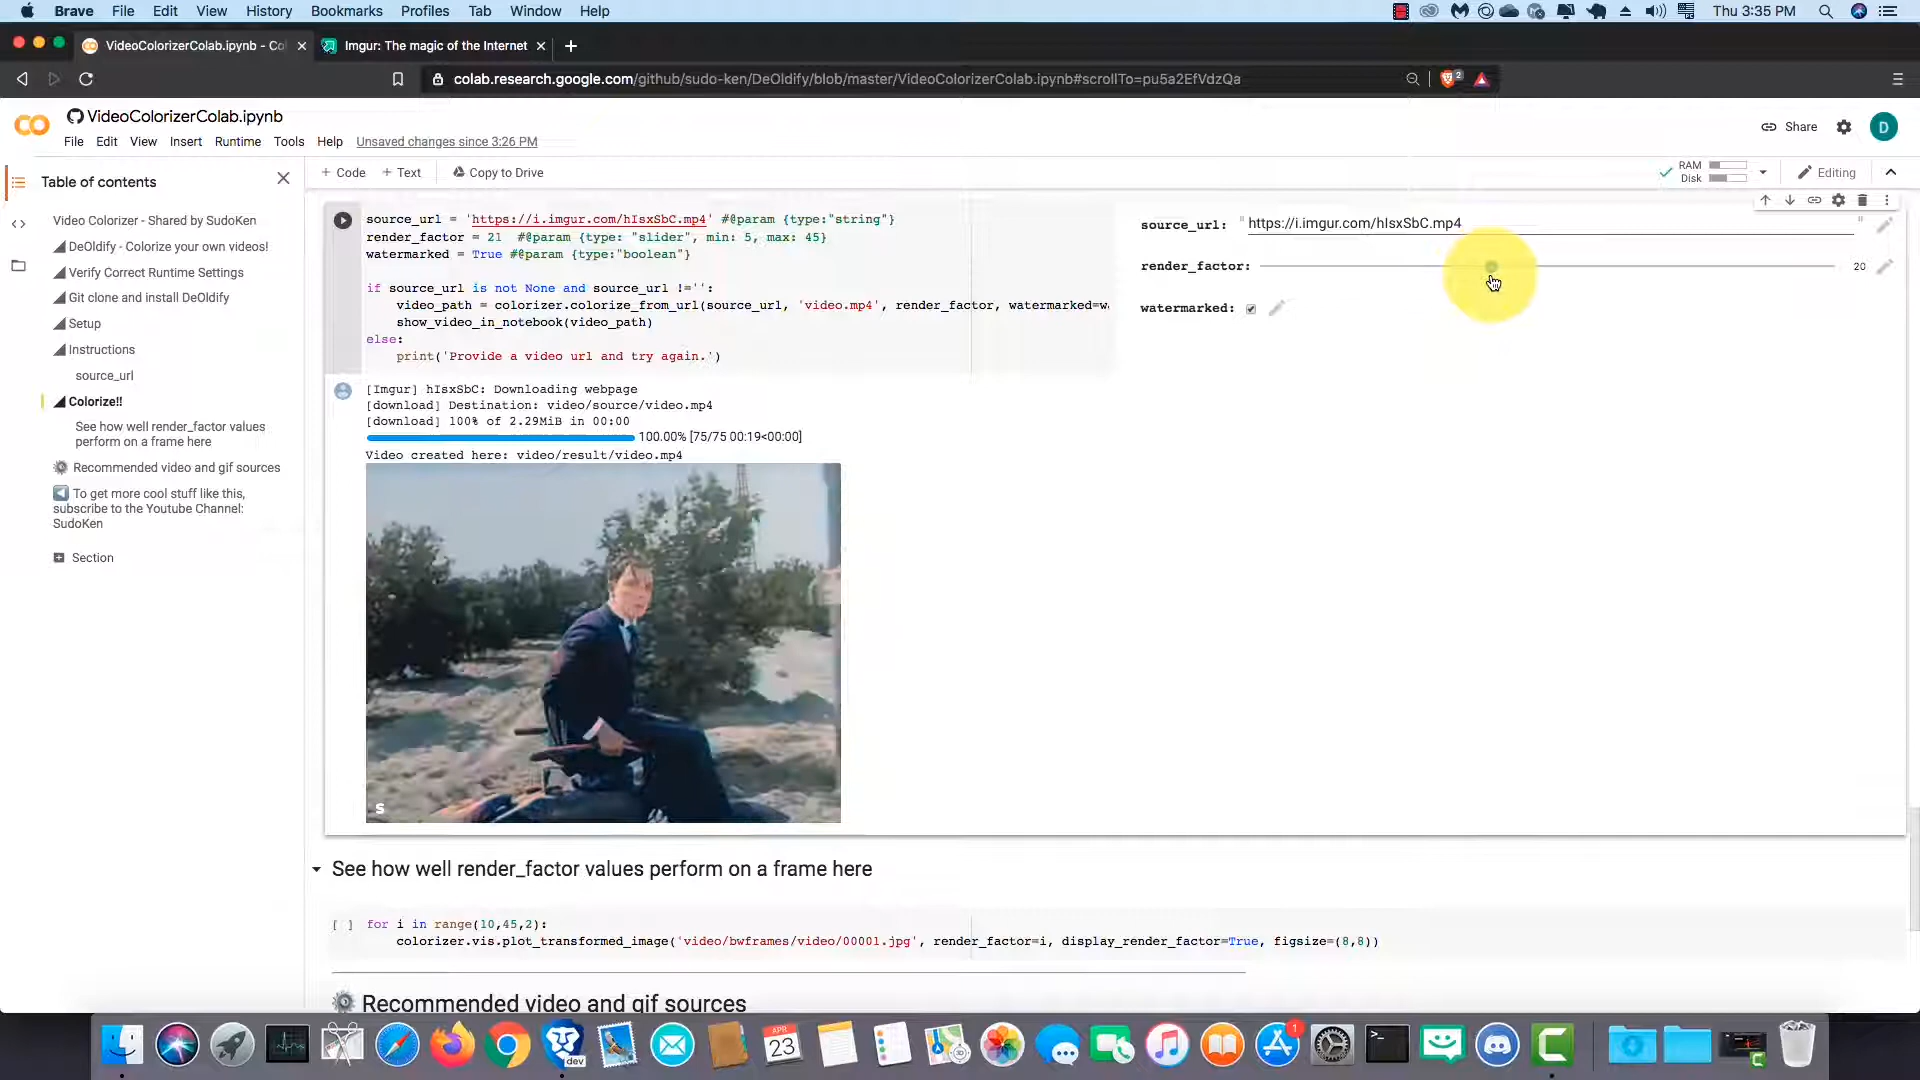 Brave File Edit View History Bookmarks Profiles Tab Window Help
Thu 3:35 PM
VideoColorizerColab.ipynb - Co
Imgur: The magic of the Internet
colab.research.google.com/github/sudo-ken/DeOldify/blob/master/VideoColorizerColab.ipynb#scrollTo=pu5a2EfVdzQa
2
CO VideoColorizerColab.ipynb
File Edit View Insert Runtime Tools Help Unsaved changes since 3:26 PM
Share
D
Table of contents
+ Code + Text Copy to Drive
RAM
Disk
Editing
Video Colorizer - Shared by SudoKen
DeOldify - Colorize your own videos!
Verify Correct Runtime Settings
Git clone and install DeOldify
Setup
Instructions
source_url
Colorize!!
See how well render_factor values
perform on a frame here
Recommended video and gif sources
To get more cool stuff like this,
subscribe to the Youtube Channel:
SudoKen
Section
source_url = 'https://i.imgur.com/hIsxSbC.mp4' #@param {type:"string"}
render_factor = 21 #@param {type: "slider", min: 5, max: 45}
watermarked = True #@param {type:"boolean"}
if source_url is not None and source_url !='':
video_path = colorizer.colorize_from_url(source_url, 'video.mp4', render_factor, watermarked=w
show_video_in_notebook(video_path)
else:
print('Provide a video url and try again.')
source_url: " https://i.imgur.com/hIsxSbC.mp4 "
render_factor: 20
watermarked:
[Imgur] hIsxSbC: Downloading webpage
[download] Destination: video/source/video.mp4
[download] 100% of 2.29MiB in 00:00
100.00% [75/75 00:19<00:00]
Video created here: video/result/video.mp4
S
See how well render_factor values perform on a frame here
[ ] for i in range(10,45,2):
colorizer.vis.plot_transformed_image('video/bwframes/video/00001.jpg', render_factor=i, display_render_factor=True, figsize=(8,8))
Recommended video and gif sources
dev
APR
23
3D
1